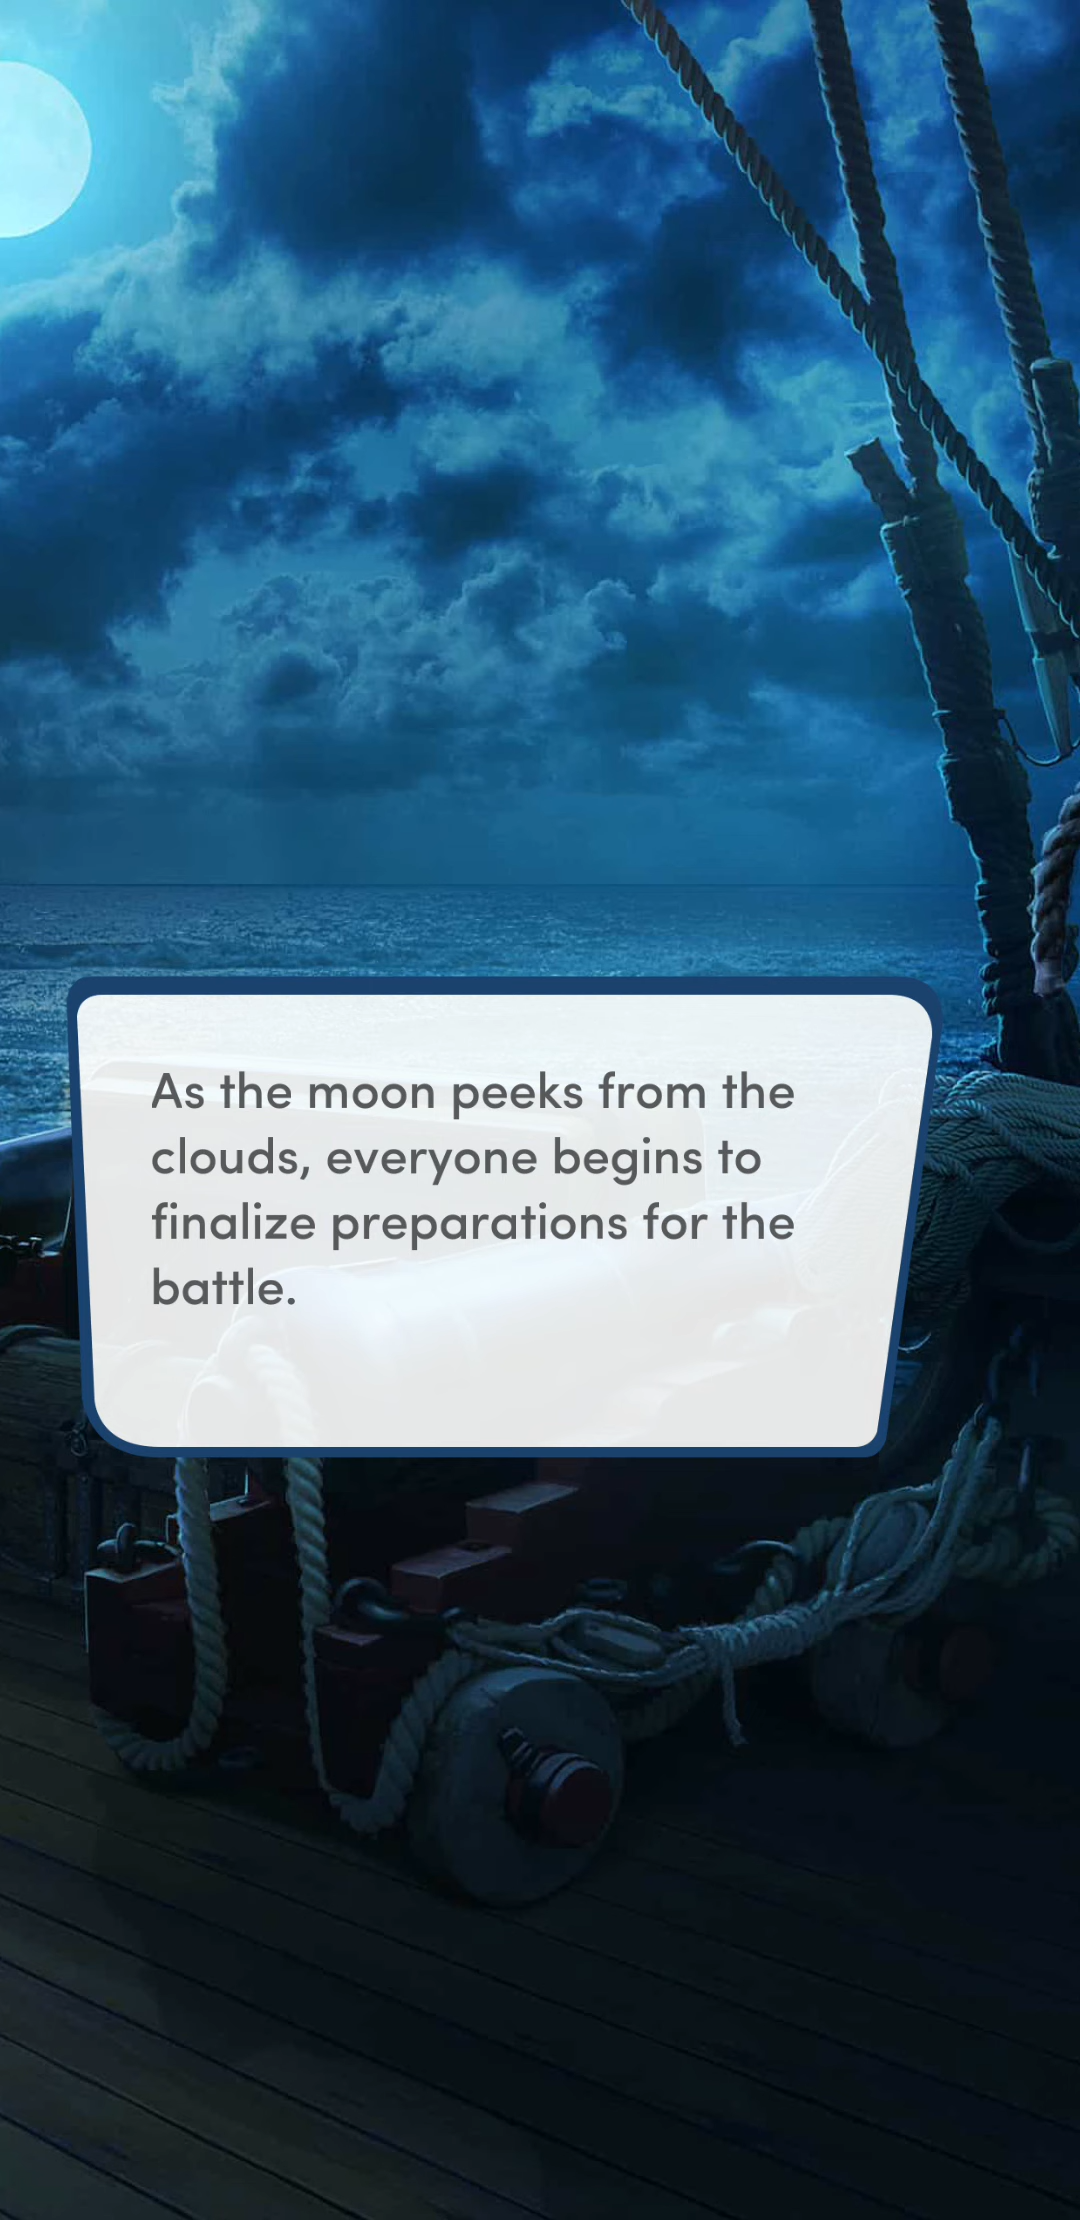 As the moon peeks from the
clouds, everyone begins to
finalize preparations for the
battle.